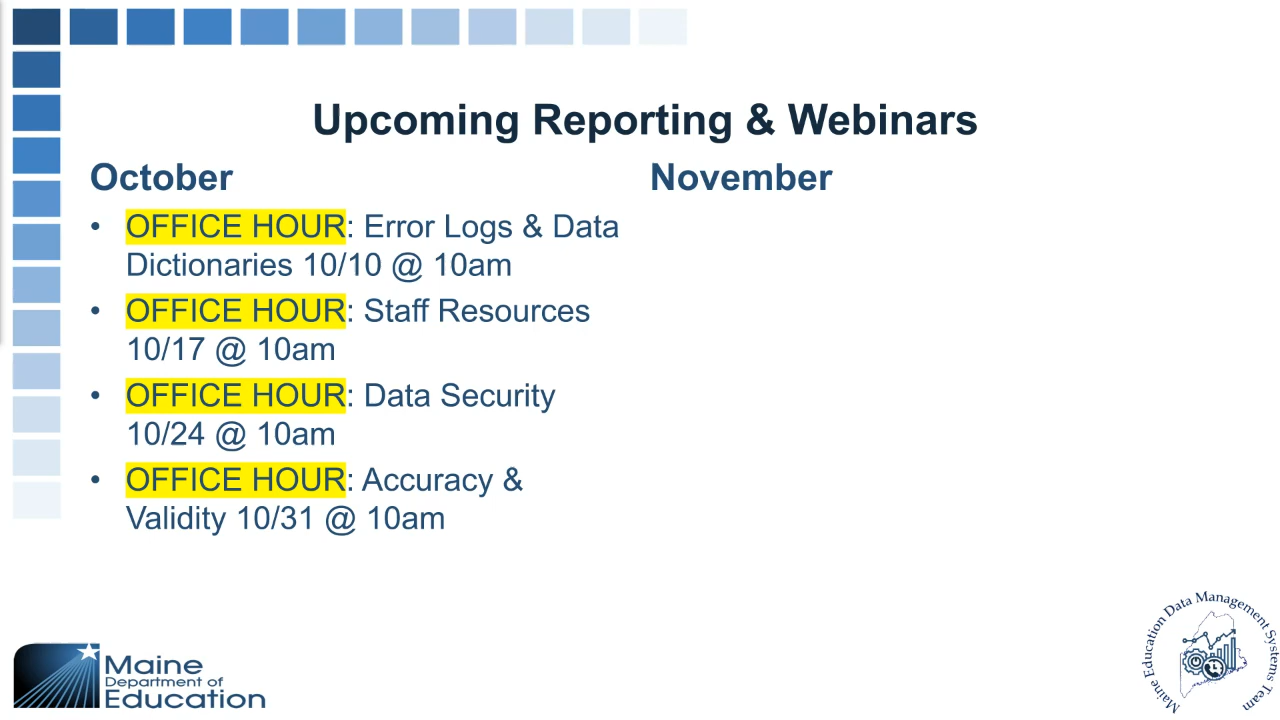 Upcoming Reporting & Webinars
October
• OFFICE HOUR: Error Logs & Data
Dictionaries 10/10 @ 10am
• OFFICE HOUR: Staff Resources
10/17 @ 10am
• OFFICE HOUR: Data Security
10/24 @ 10am
• OFFICE HOUR: Accuracy &
Validity 10/31 @ 10am
November
Maine
Department of
Education
Maine Education Data Management Systems Team